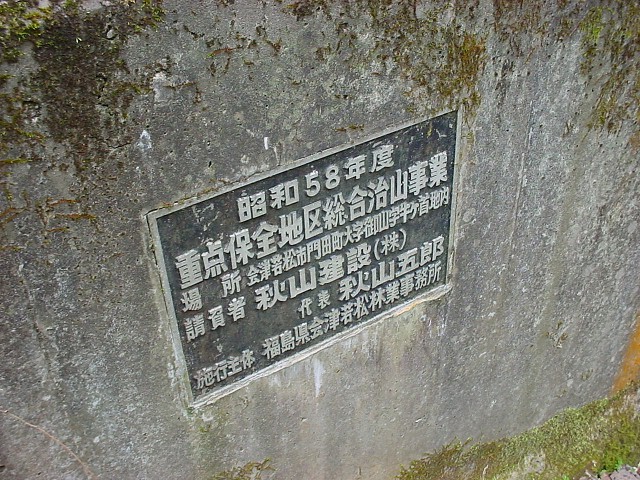 昭和58年度
重点保全地区総合治山事業
場所 会津若松市門田町大字御山字牛ケ首地内
請負者 秋山建設(株)
代表 秋山五郎
施行主体 福島県会津若松林業事務所